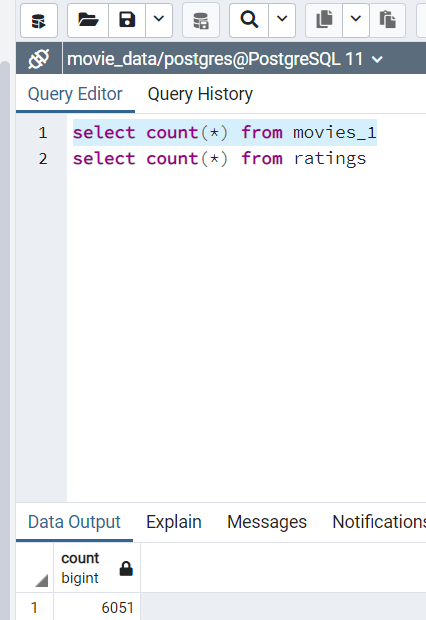 movie_data/postgres@PostgreSQL 11
Query Editor Query History
1 select count(*) from movies_1
2 select count(*) from ratings
Data Output Explain Messages Notifications
count
bigint
1 6051